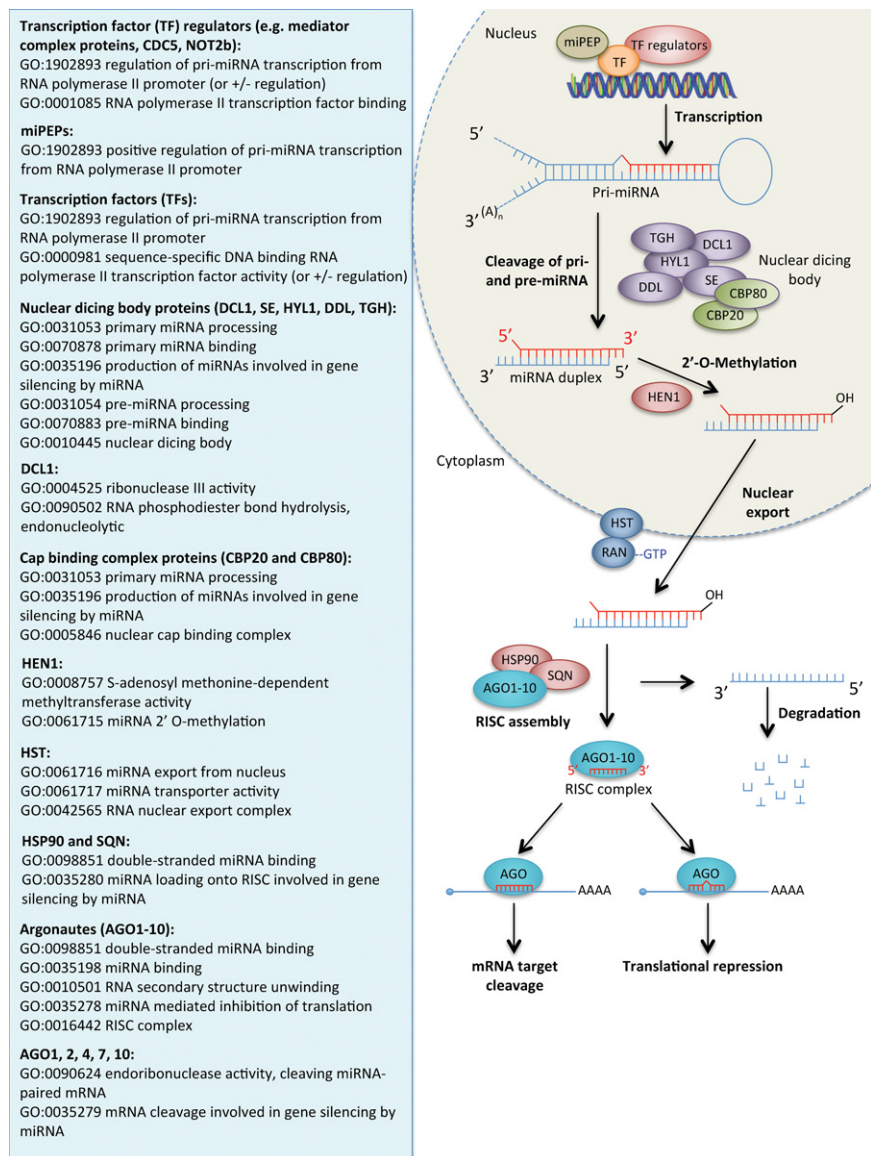 Transcription factor (TF) regulators (e.g. mediator
complex proteins, CDC5, NOT2b):
GO:1902893 regulation of pri-miRNA transcription from
RNA polymerase II promoter (or +/- regulation)
GO:0001085 RNA polymerase II transcription factor binding
miPEPs:
GO:1902893 positive regulation of pri-miRNA transcription
from RNA polymerase II promoter
Transcription factors (TFs):
GO:1902893 regulation of pri-miRNA transcription from
RNA polymerase II promoter
GO:0000981 sequence-specific DNA binding RNA
polymerase II transcription factor activity (or +/- regulation)
Nuclear dicing body proteins (DCL1, SE, HYL1, DDL, TGH):
GO:0031053 primary miRNA processing
GO:0070878 primary miRNA binding
GO:0035196 production of miRNAs involved in gene
silencing by miRNA
GO:0031054 pre-miRNA processing
GO:0070883 pre-miRNA binding
GO:0010445 nuclear dicing body
DCL1:
GO:0004525 ribonuclease III activity
GO:0090502 RNA phosphodiester bond hydrolysis,
endonucleolytic
Cap binding complex proteins (CBP20 and CBP80):
GO:0031053 primary miRNA processing
GO:0035196 production of miRNAs involved in gene
silencing by miRNA
GO:0005846 nuclear cap binding complex
HEN1:
GO:0008757 S-adenosyl methonine-dependent
methyltransferase activity
GO:0061715 miRNA 2' O-methylation
HST:
GO:0061716 miRNA export from nucleus
GO:0061717 miRNA transporter activity
GO:0042565 RNA nuclear export complex
HSP90 and SQN:
GO:0098851 double-stranded miRNA binding
GO:0035280 miRNA loading onto RISC involved in gene
silencing by miRNA
Argonautes (AGO1-10):
GO:0098851 double-stranded miRNA binding
GO:0035198 miRNA binding
GO:0010501 RNA secondary structure unwinding
GO:0035278 miRNA mediated inhibition of translation
GO:0016442 RISC complex
AGO1, 2, 4, 7, 10:
GO:0090624 endoribonuclease activity, cleaving miRNA-
paired mRNA
GO:0035279 mRNA cleavage involved in gene silencing by
miRNA
Nucleus
miPEP
TF regulators
TF
Transcription
5'
Pri-miRNA
3' (A)n
Cleavage of pri-
and pre-miRNA
TGH
DCL1
HYL1
DDL
SE
CBP80
CBP20
Nuclear dicing
body
5'
3'
3'
5'
miRNA duplex
2'-O-Methylation
HEN1
OH
Cytoplasm
Nuclear
export
HST
RAN
--GTP
OH
HSP90
SQN
AGO1-10
RISC assembly
3'
5'
Degradation
AGO1-10
5'
3'
RISC complex
AGO
AAAA
AGO
AAAA
mRNA target
cleavage
Translational repression